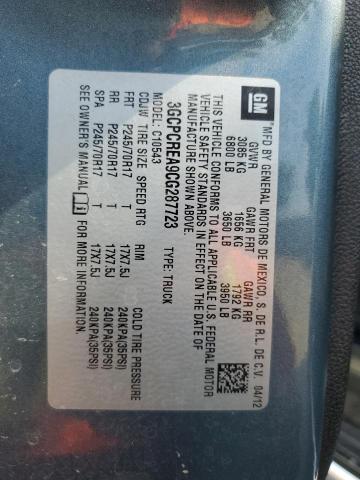 GM
MFD BY GENERAL MOTORS DE MEXICO, S. DE R.L. DE C.V. 04/12
GVWR GAWR FRT GAWR RR
3085 KG 1656 KG 1792 KG
6800 LB 3650 LB 3950 LB
THIS VEHICLE CONFORMS TO ALL APPLICABLE U.S. FEDERAL MOTOR
VEHICLE SAFETY STANDARDS IN EFFECT ON THE DATE OF
MANUFACTURE SHOWN ABOVE.
3GCPCREA9CG287723 TYPE: TRUCK
MODEL: C10543
CDJW TIRE SIZE SPEED RTG RIM COLD TIRE PRESSURE
FRT P245/70R17 T 17X7.5J 240KPA(35PSI)
RR P245/70R17 T 17X7.5J 240KPA(35PSI)
SPA P245/70R17 T 17X7.5J 240KPA(35PSI)
SEE OWNER'S MANUAL FOR MORE INFORMATION.